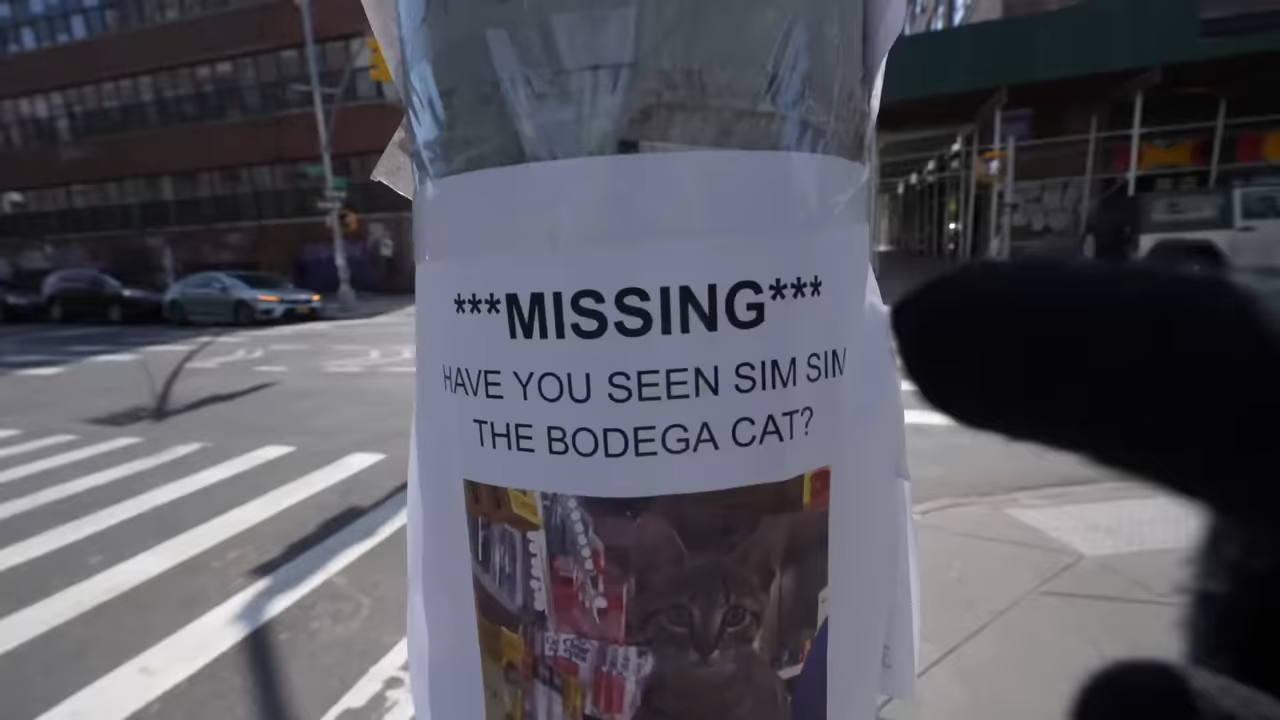 ***MISSING***
HAVE YOU SEEN SIM SIM
THE BODEGA CAT?